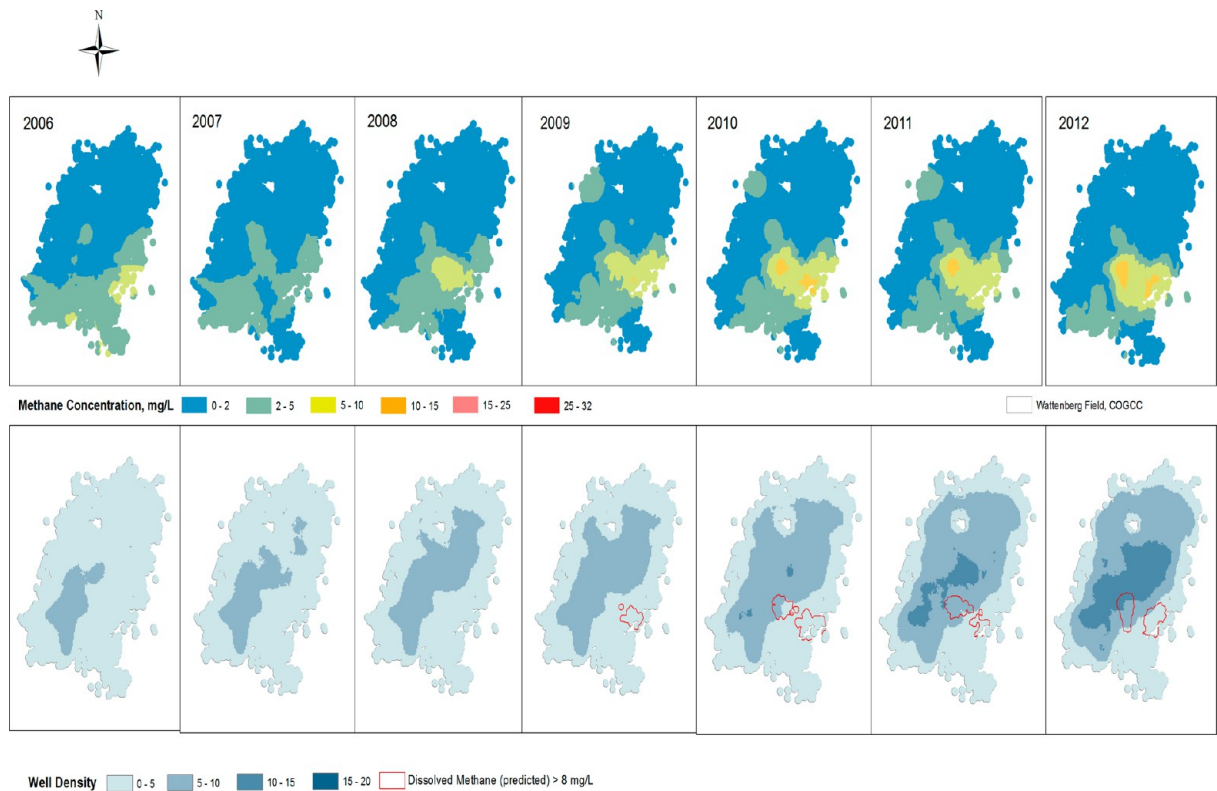 N
2006
2007
2008
2009
2010
2011
2012
Methane Concentration, mg/L 0 - 2 2 - 5 5 - 10 10 - 15 15 - 25 25 - 32 Wattenberg Field, COGCC
Well Density 0 - 5 5 - 10 10 - 15 15 - 20 Dissolved Methane (predicted) > 8 mg/L